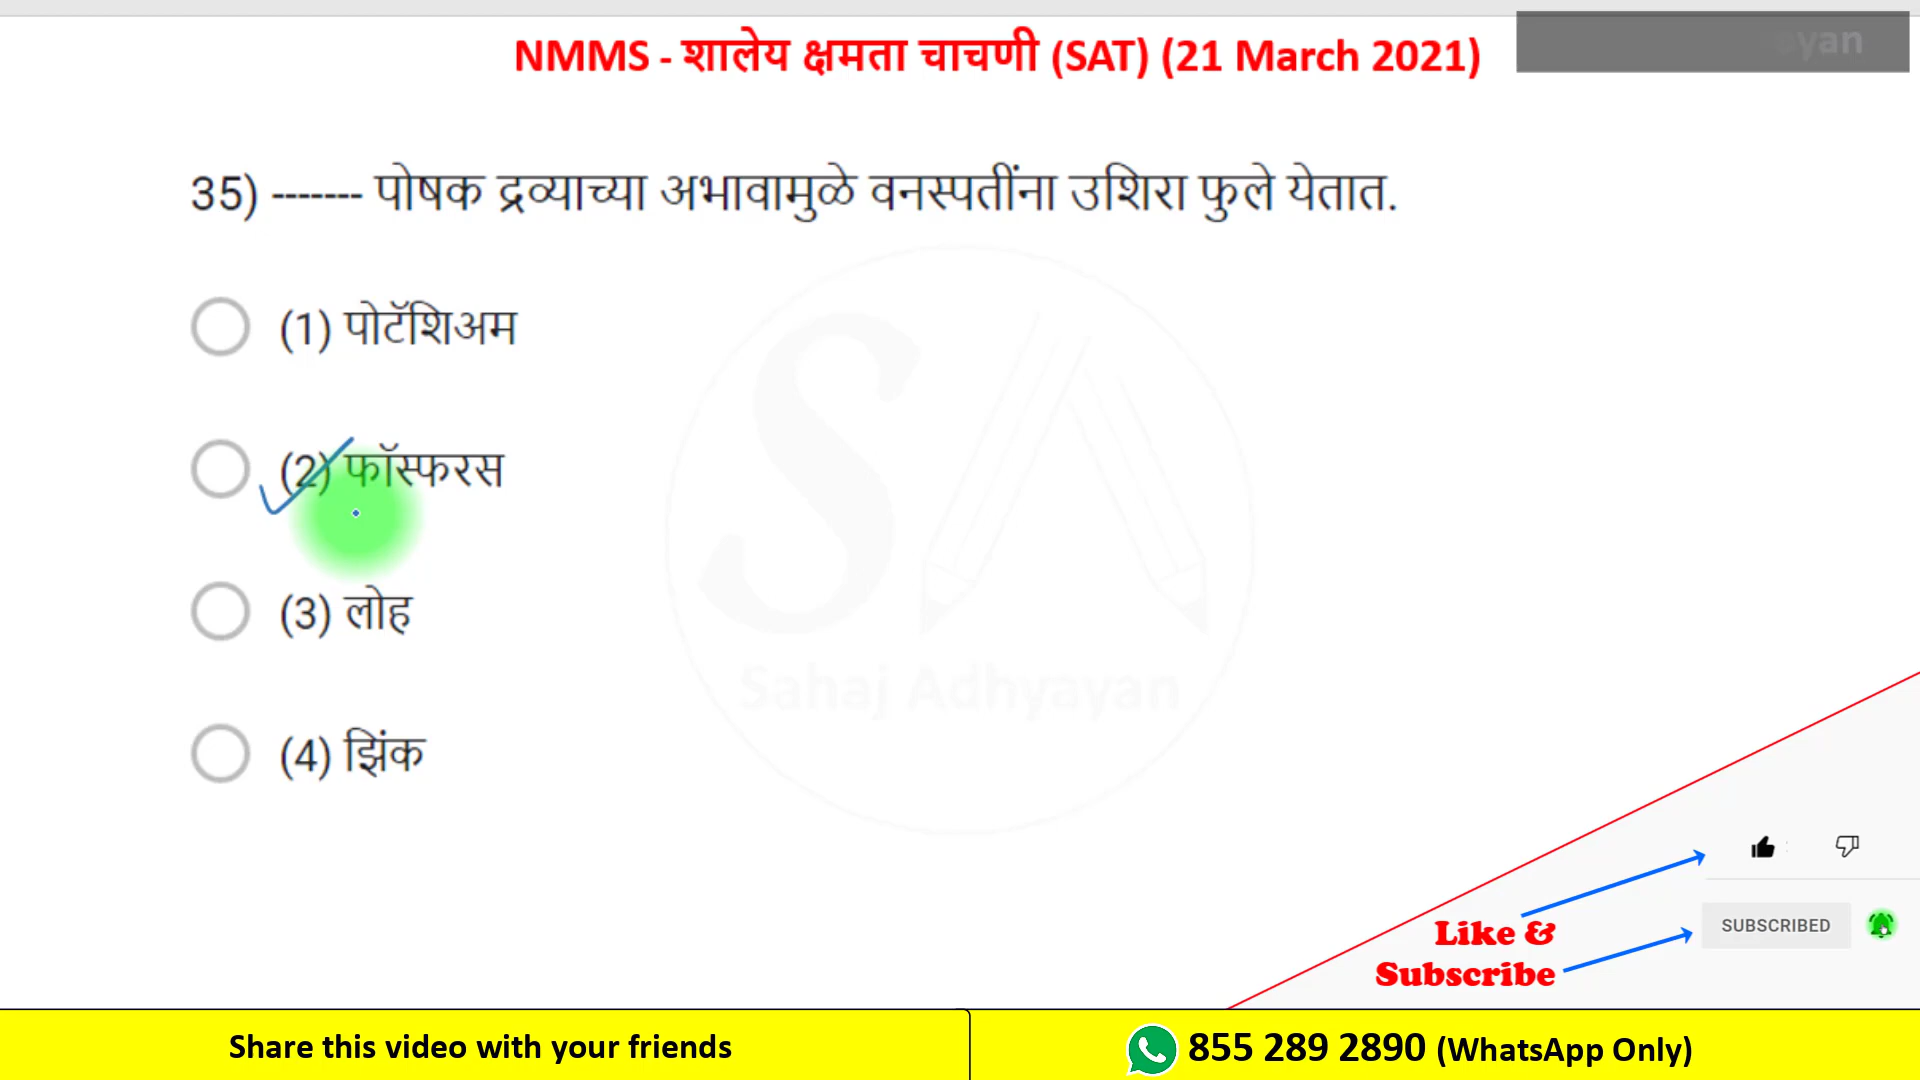 NMMS - शालेय क्षमता चाचणी (SAT) (21 March 2021)
35) ------- पोषक द्रव्याच्या अभावामुळे वनस्पतींना उशिरा फुले येतात.
(1) पोटॅशिअम
(2) फॉस्फरस
(3) लोह
(4) झिंक
Sahaj Adhyayan
Like &
Subscribe
SUBSCRIBED
Share this video with your friends
855 289 2890 (WhatsApp Only)